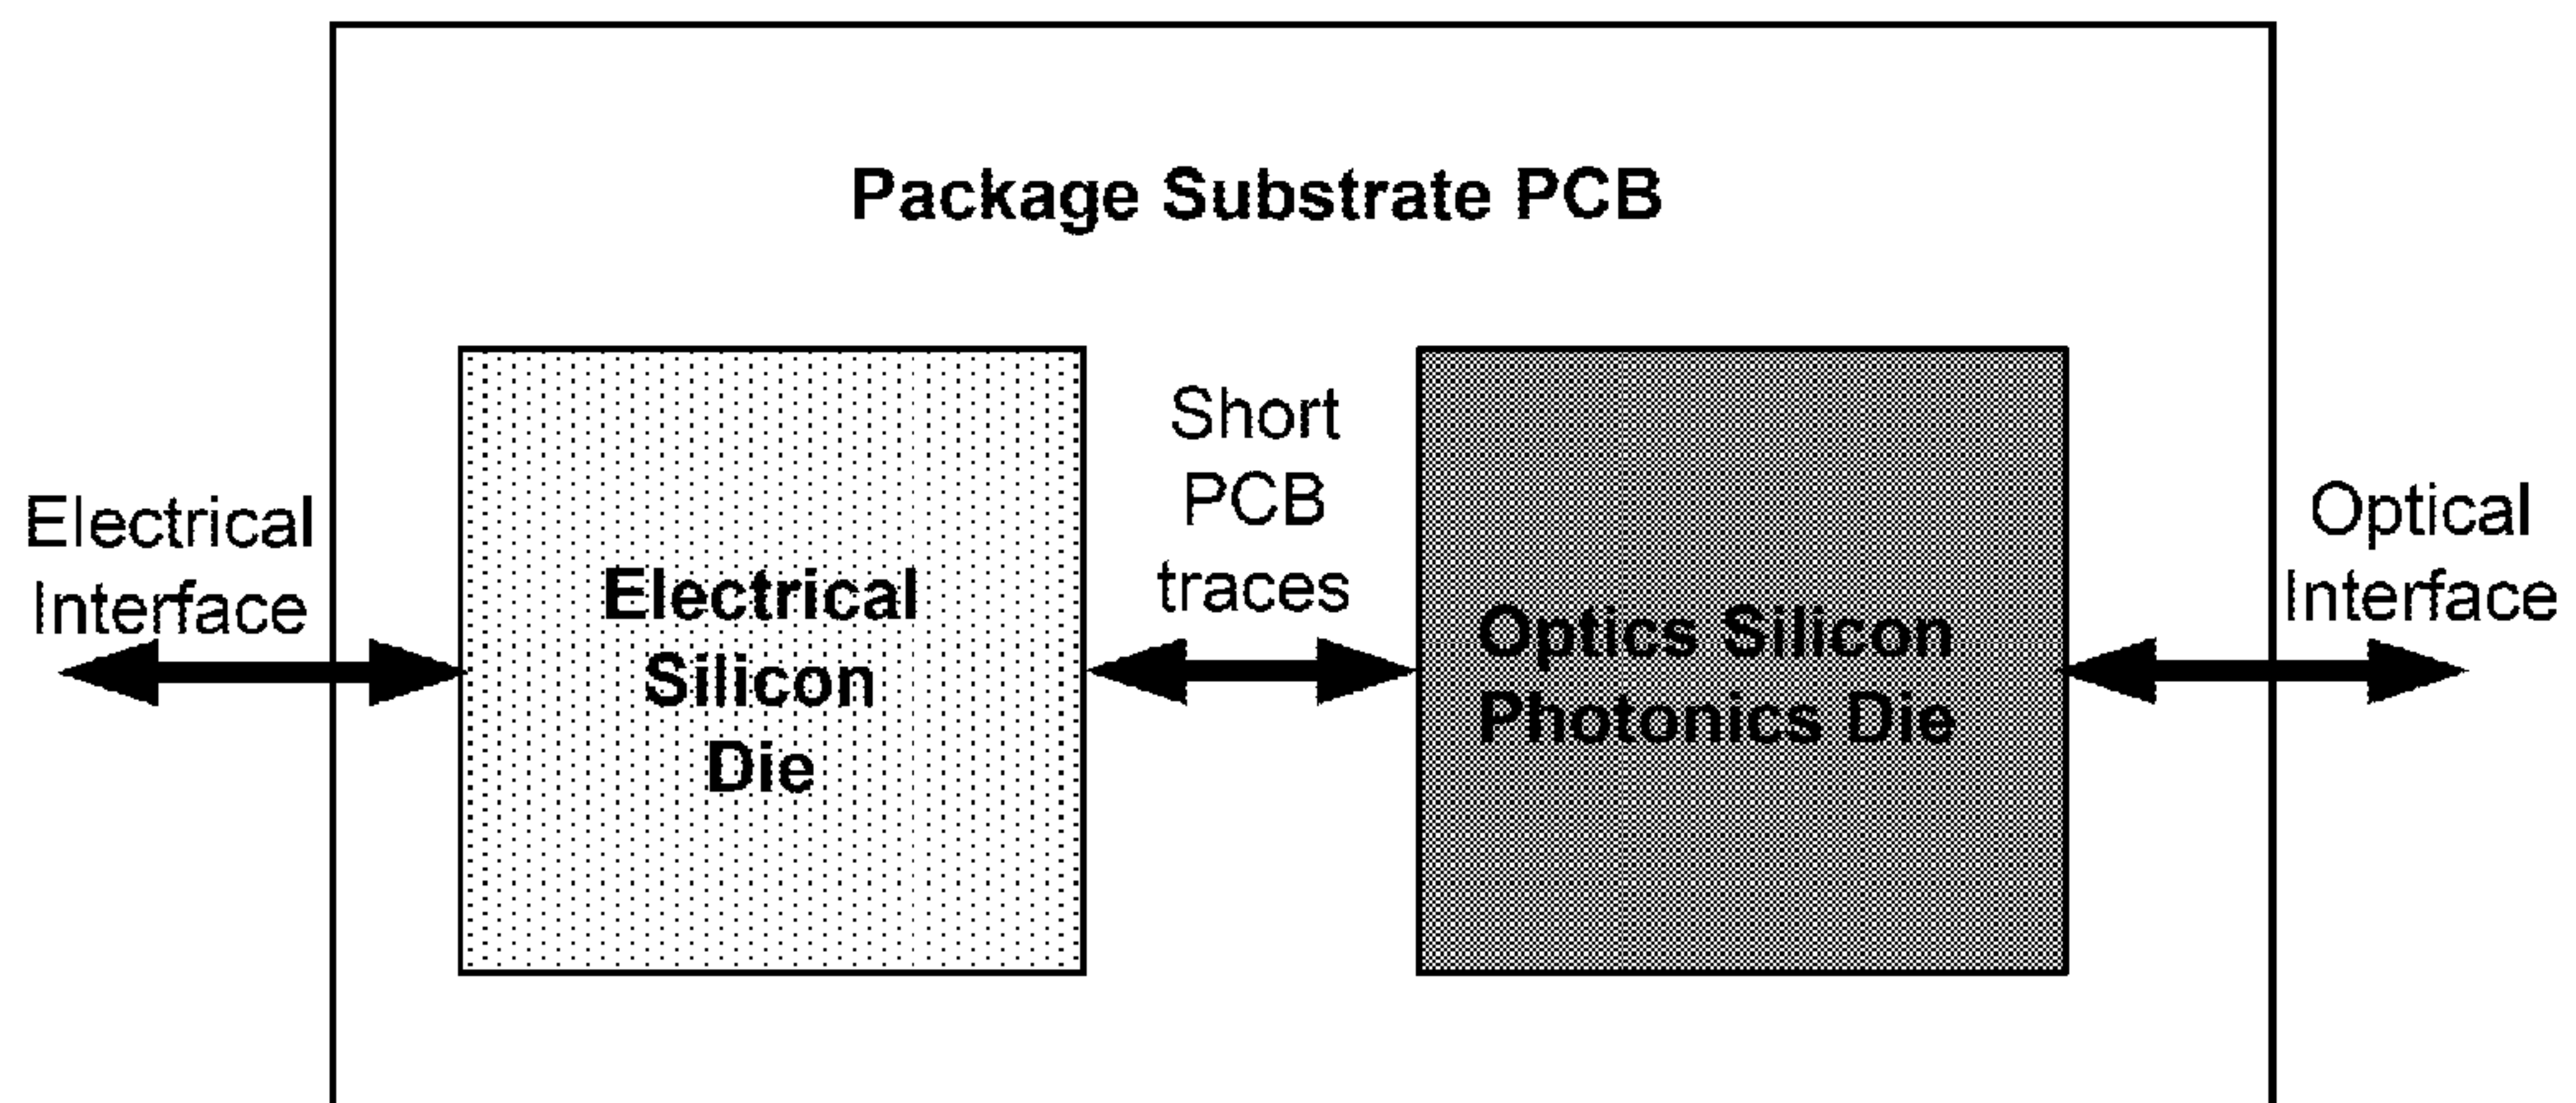 Package Substrate PCB
Electrical
Interface
Electrical
Silicon
Die
Short
PCB
traces
Optics Silicon
Photonics Die
Optical
Interface